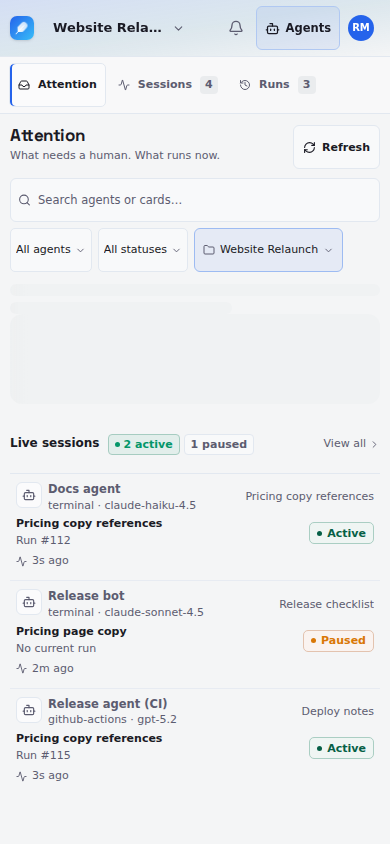 Website Rela...
Agents
RM
Attention
Sessions 4
Runs 3
Attention
What needs a human. What runs now.
Refresh
Search agents or cards...
All agents
All statuses
Website Relaunch
Live sessions
2 active
1 paused
View all
Docs agent
terminal · claude-haiku-4.5
Pricing copy references
Pricing copy references
Run #112
Active
3s ago
Release bot
terminal · claude-sonnet-4.5
Release checklist
Pricing page copy
No current run
Paused
2m ago
Release agent (CI)
github-actions · gpt-5.2
Deploy notes
Pricing copy references
Run #115
Active
3s ago